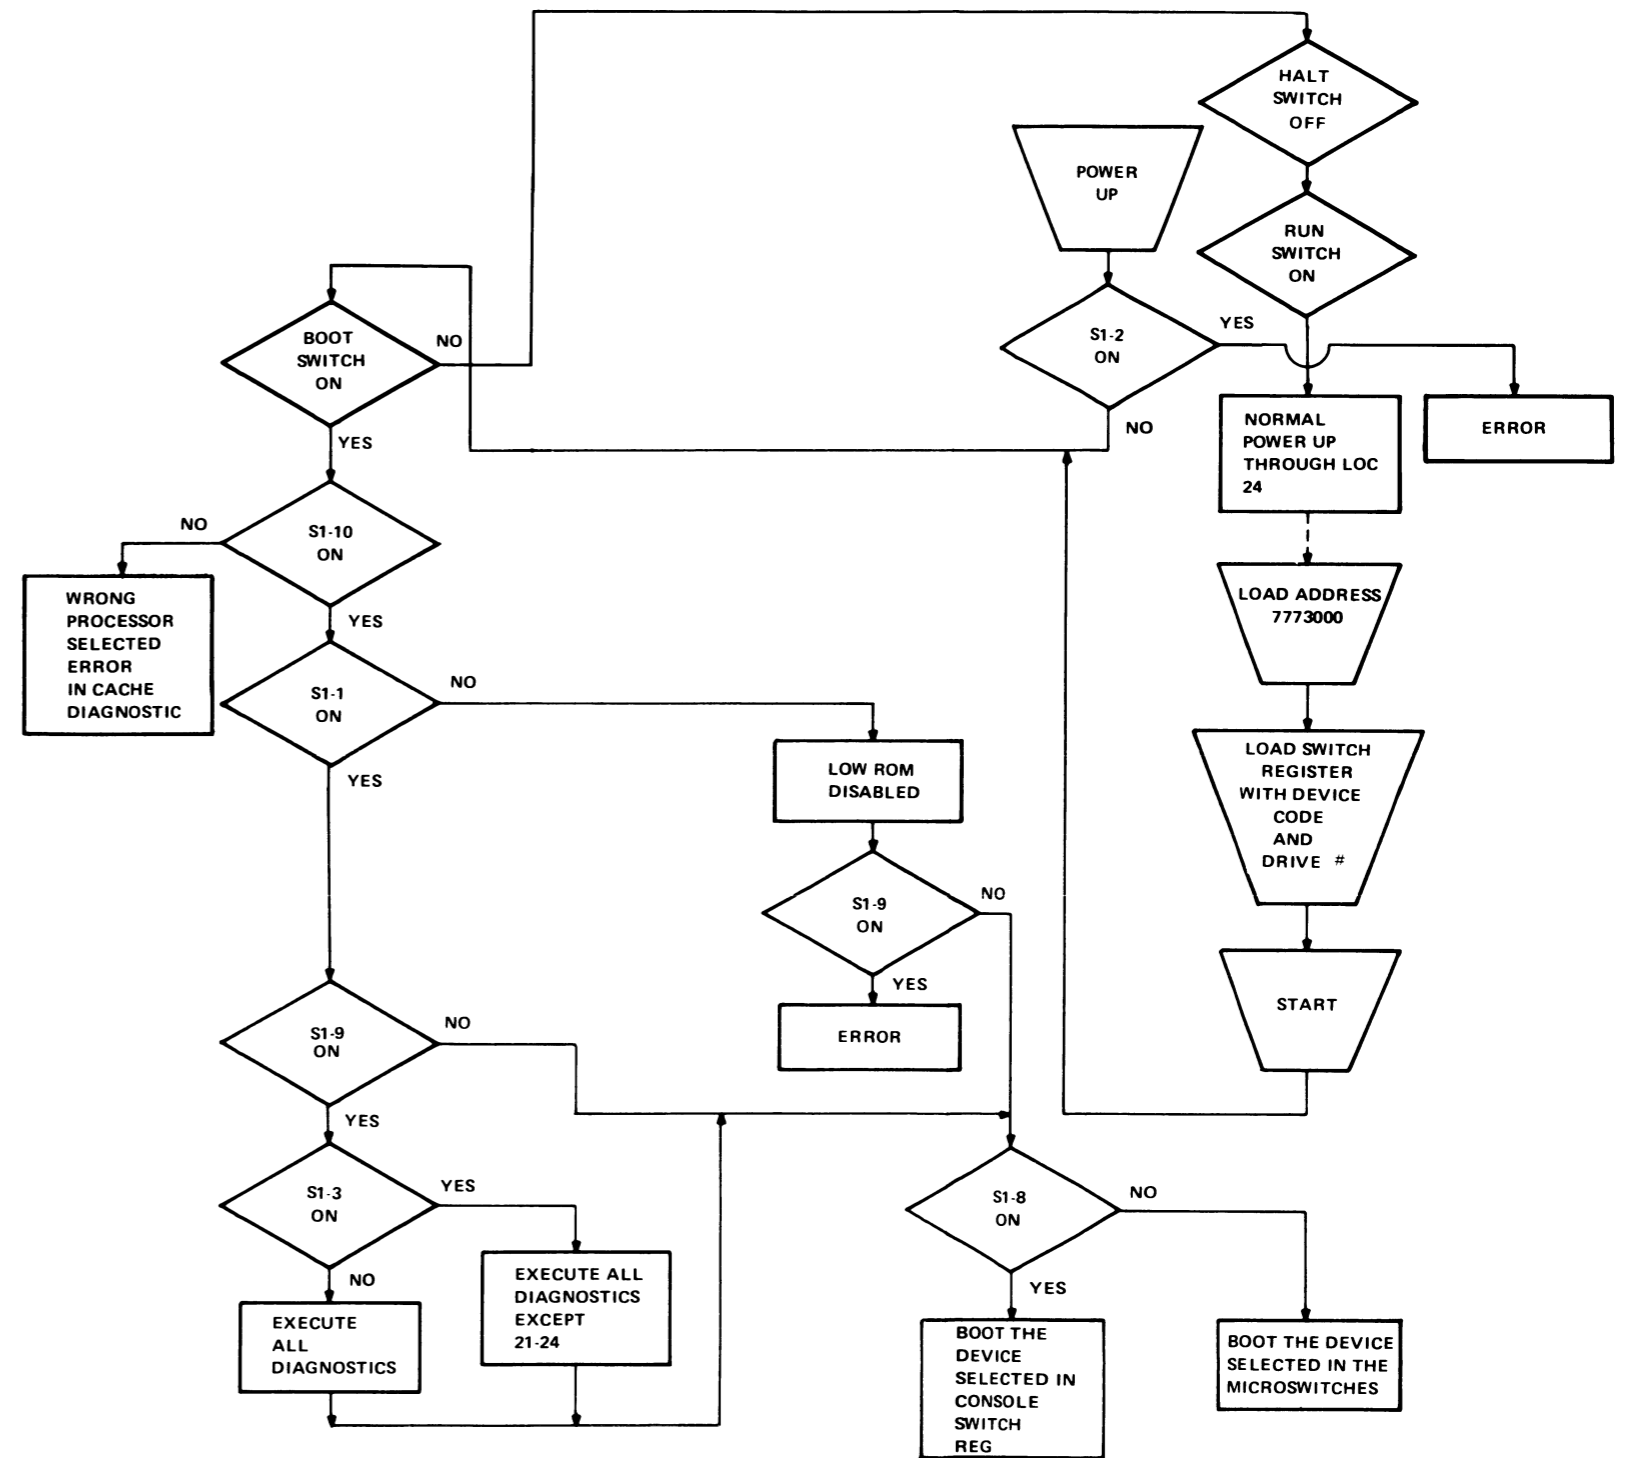 HALT
SWITCH
OFF
POWER
UP
RUN
SWITCH
ON
S1-2
ON
YES
NO
BOOT
SWITCH
ON
NO
YES
NORMAL
POWER UP
THROUGH LOC
24
ERROR
S1-10
ON
NO
YES
WRONG
PROCESSOR
SELECTED
ERROR
IN CACHE
DIAGNOSTIC
LOAD ADDRESS
7773000
S1-1
ON
NO
YES
LOW ROM
DISABLED
LOAD SWITCH
REGISTER
WITH DEVICE
CODE
AND
DRIVE #
S1-9
ON
NO
YES
ERROR
START
S1-9
ON
NO
YES
S1-3
ON
YES
NO
EXECUTE ALL
DIAGNOSTICS
EXCEPT
21-24
EXECUTE
ALL
DIAGNOSTICS
S1-8
ON
NO
YES
BOOT THE
DEVICE
SELECTED IN
CONSOLE
SWITCH
REG
BOOT THE DEVICE
SELECTED IN THE
MICROSWITCHES